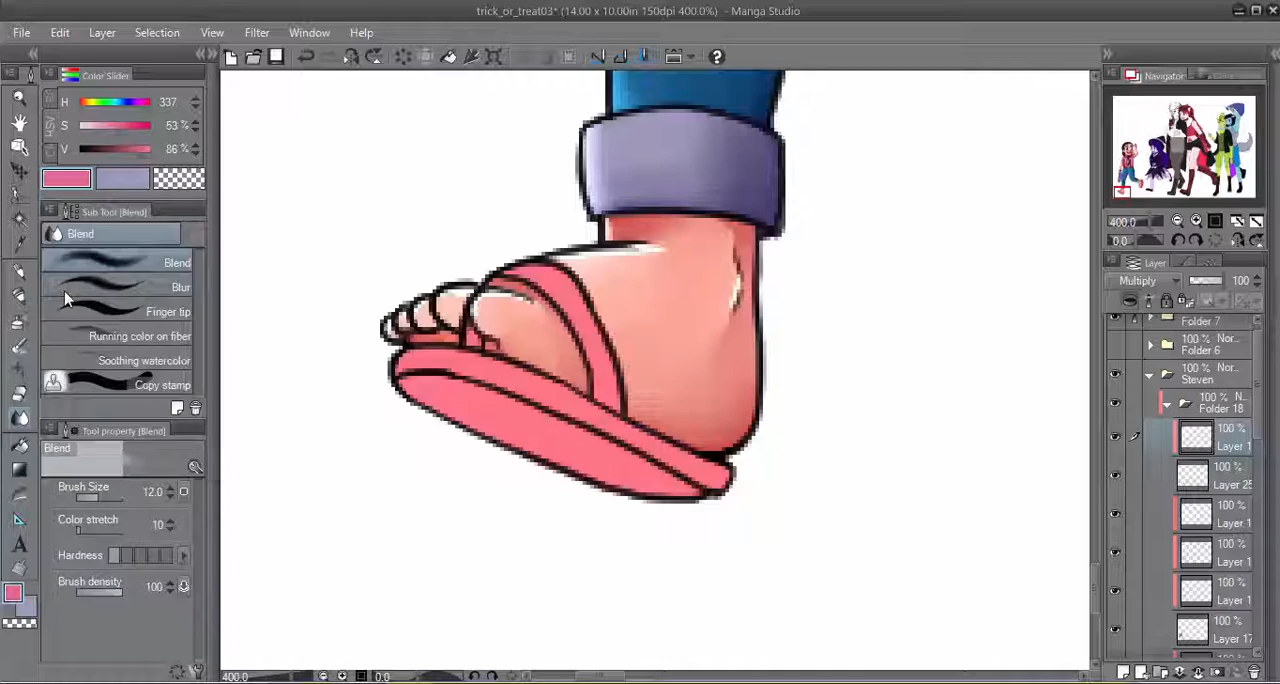 trick_or_treat03* (14.00 x 10.00in 150dpi 400.0%) - Manga Studio
File Edit Layer Selection View Filter Window Help
Color Slider
H 337
S 53 %
V 86 %
HSV
Sub Tool [Blend]
Blend
Blend
Blur
Finger tip
Running color on fiber
Soothing watercolor
Copy stamp
Tool property [Blend]
Blend
Brush Size 12.0
Color stretch 10
Hardness
Brush density 100
400.0 0.0
Navigator
400.0
0.0
Layer
Multiply 100
Folder 7
100 % Nor...
Folder 6
100 % Nor...
Steven
100 % N...
Folder 18
100 %
Layer 1
100 %
Layer 25
100 %
Layer 1
100 %
Layer 1
100 %
Layer 1
100 %
Layer 17